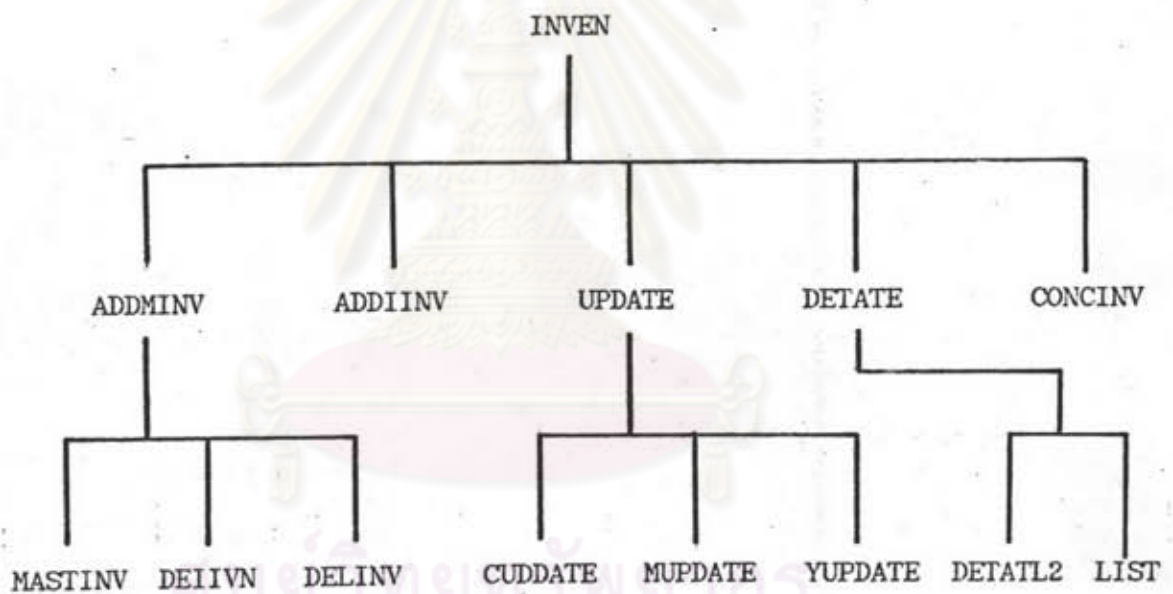 INVEN
ADDMINV ADDIINV UPDATE DETATE CONCINV
MASTINV DEIIVN DELINV CUDDATE MUPDATE YUPDATE DETATL2 LIST